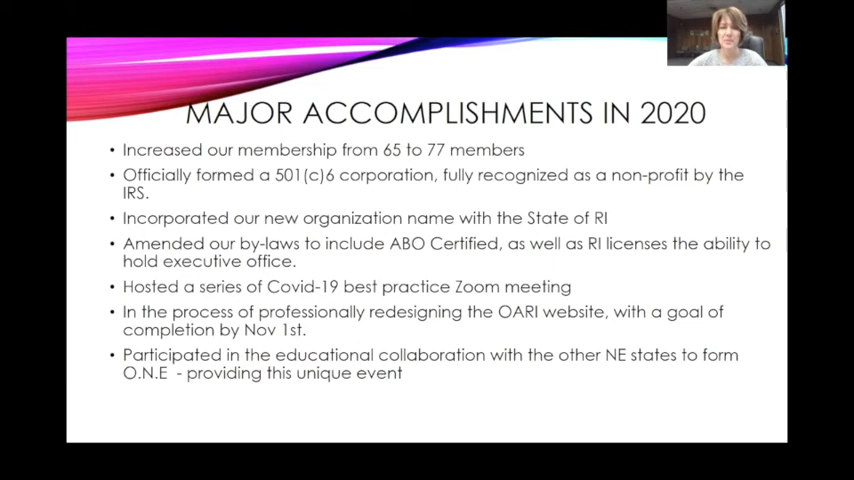 MAJOR ACCOMPLISHMENTS IN 2020
• Increased our membership from 65 to 77 members
• Officially formed a 501(c)6 corporation, fully recognized as a non-profit by the
IRS.
• Incorporated our new organization name with the State of RI
• Amended our by-laws to include ABO Certified, as well as RI licenses the ability to
hold executive office.
• Hosted a series of Covid-19 best practice Zoom meeting
• In the process of professionally redesigning the OARI website, with a goal of
completion by Nov 1st.
• Participated in the educational collaboration with the other NE states to form
O.N.E - providing this unique event